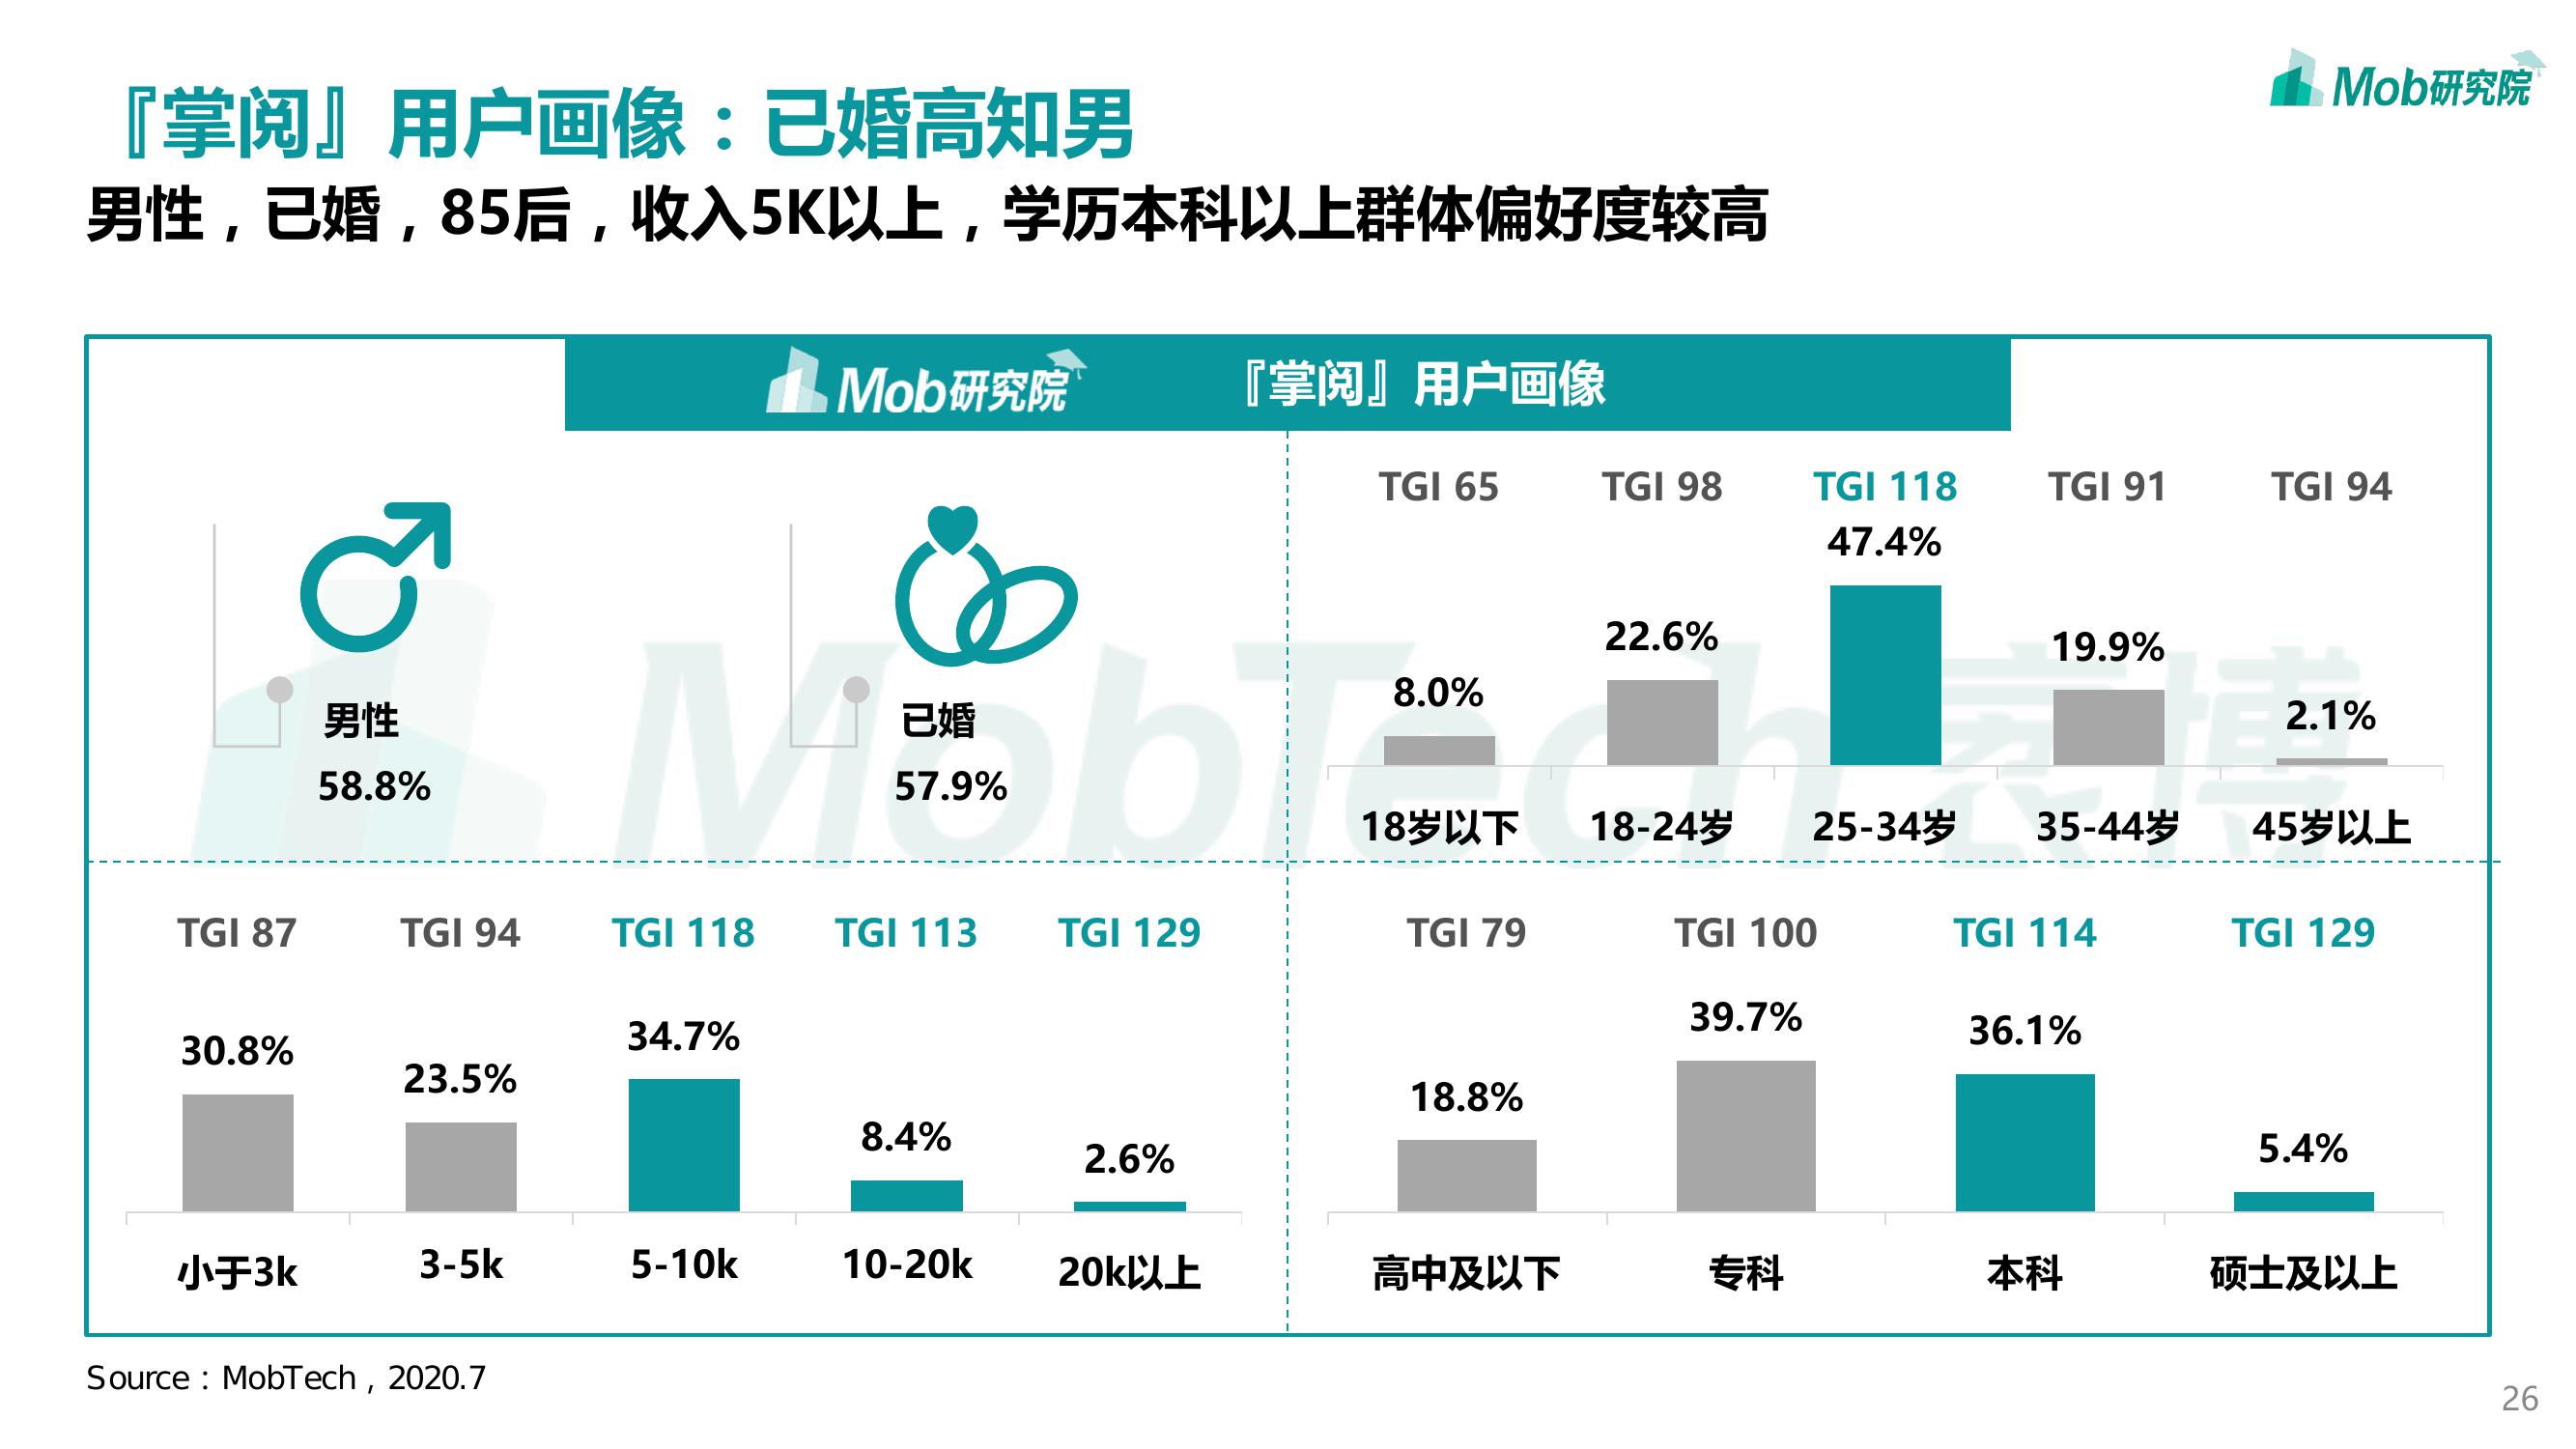 Mob研究院
『掌阅』用户画像：已婚高知男
男性，已婚，85后，收入5K以上，学历本科以上群体偏好度较高
Mob研究院 『掌阅』用户画像
男性
58.8%
已婚
57.9%
TGI 65 TGI 98 TGI 118 TGI 91 TGI 94
8.0% 22.6% 47.4% 19.9% 2.1%
18岁以下 18-24岁 25-34岁 35-44岁 45岁以上
MobTech 袤博
TGI 87 TGI 94 TGI 118 TGI 113 TGI 129
30.8% 23.5% 34.7% 8.4% 2.6%
小于3k 3-5k 5-10k 10-20k 20k以上
TGI 79 TGI 100 TGI 114 TGI 129
18.8% 39.7% 36.1% 5.4%
高中及以下 专科 本科 硕士及以上
Source：MobTech，2020.7
26